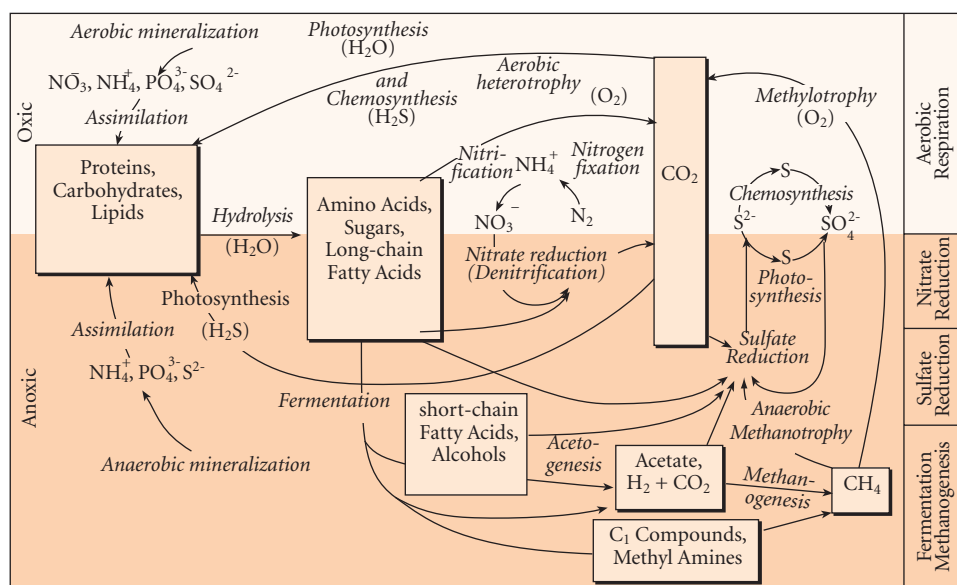 Aerobic mineralization
NO₃⁻, NH₄⁺, PO₄³⁻, SO₄²⁻
Assimilation
Photosynthesis
(H₂O)
and
Chemosynthesis
(H₂S)
Aerobic
heterotrophy
(O₂)
Methylotrophy
(O₂)
Oxic
Aerobic
Respiration
Proteins,
Carbohydrates,
Lipids
Hydrolysis
(H₂O)
Amino Acids,
Sugars,
Long-chain
Fatty Acids
Nitri-
fication
NH₄⁺
Nitrogen
fixation
NO₃⁻
N₂
CO₂
S
Chemosynthesis
S²⁻
SO₄²⁻
S
Photo-
synthesis
Nitrate reduction
(Denitrification)
Nitrate
Reduction
Photosynthesis
(H₂S)
Assimilation
NH₄⁺, PO₄³⁻, S²⁻
Anaerobic mineralization
Anoxic
Fermentation
Sulfate
Reduction
Sulfate
Reduction
short-chain
Fatty Acids,
Alcohols
Aceto-
genesis
Anaerobic
Methanotrophy
Acetate,
H₂ + CO₂
Methan-
ogenesis
CH₄
C₁ Compounds,
Methyl Amines
Fermentation
Methanogenesis